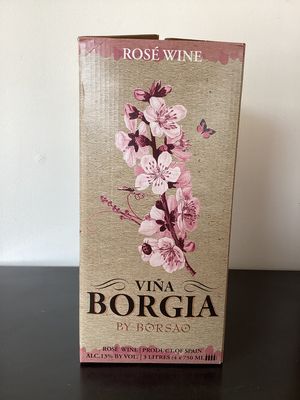 ROSÉ WINE
VIÑA
BORGIA
BY BORSAO
ROSÉ WINE | PRODUCT OF SPAIN
ALC. 13% BY VOL. | 3 LITRES (4 x 750 ML)